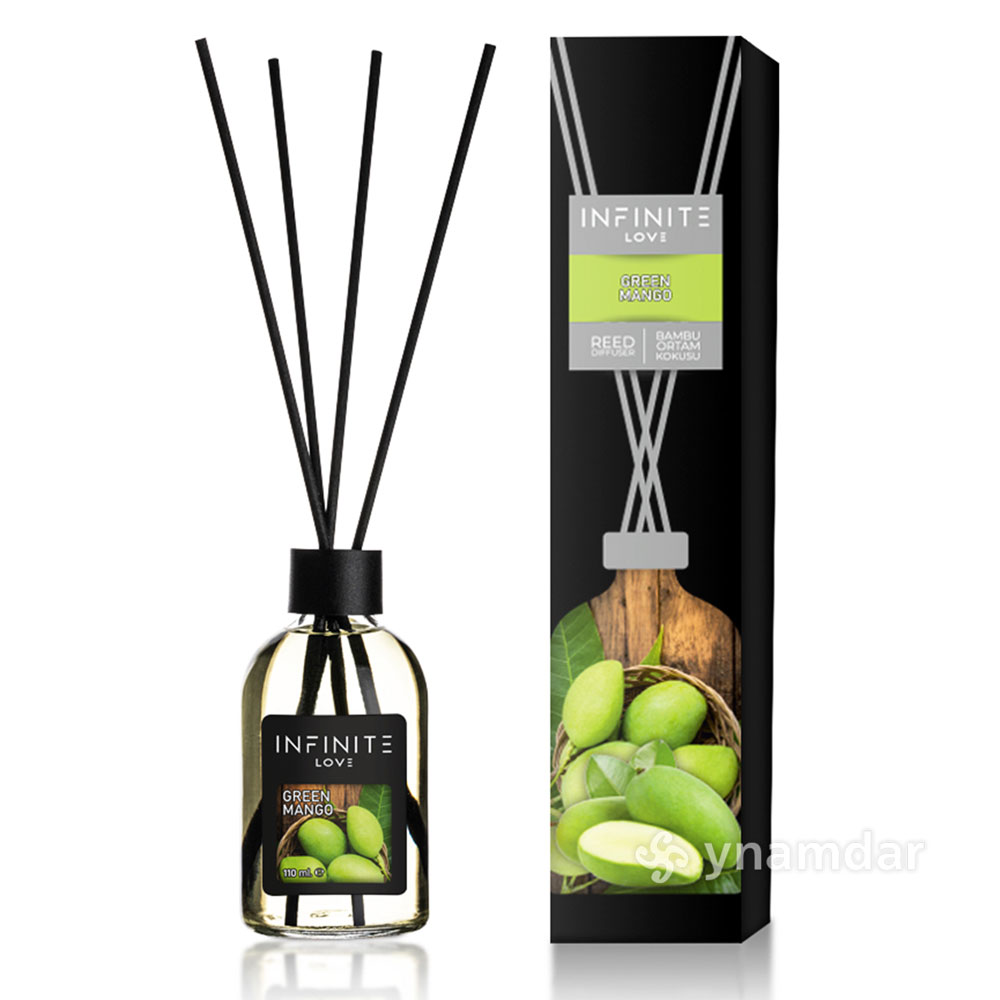 INFINITE
LOVE
GREEN
MANGO
110 ml. ℮
INFINITE
LOVE
GREEN
MANGO
REED
DIFFUSER
BAMBU
ORTAM
KOKUSU
ynamdar